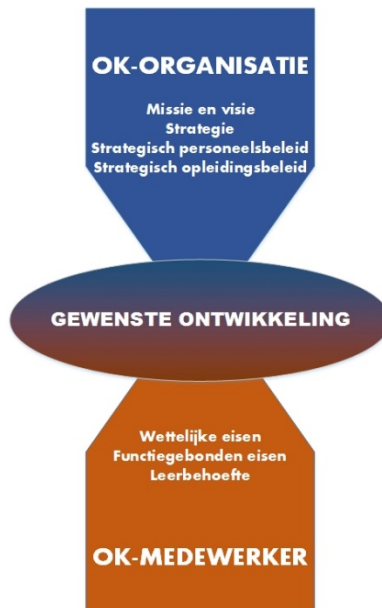 OK-ORGANISATIE
Missie en visie
Strategie
Strategisch personeelsbeleid
Strategisch opleidingsbeleid
GEWENSTE ONTWIKKELING
Wettelijke eisen
Functiegebonden eisen
Leerbehoefte
OK-MEDEWERKER